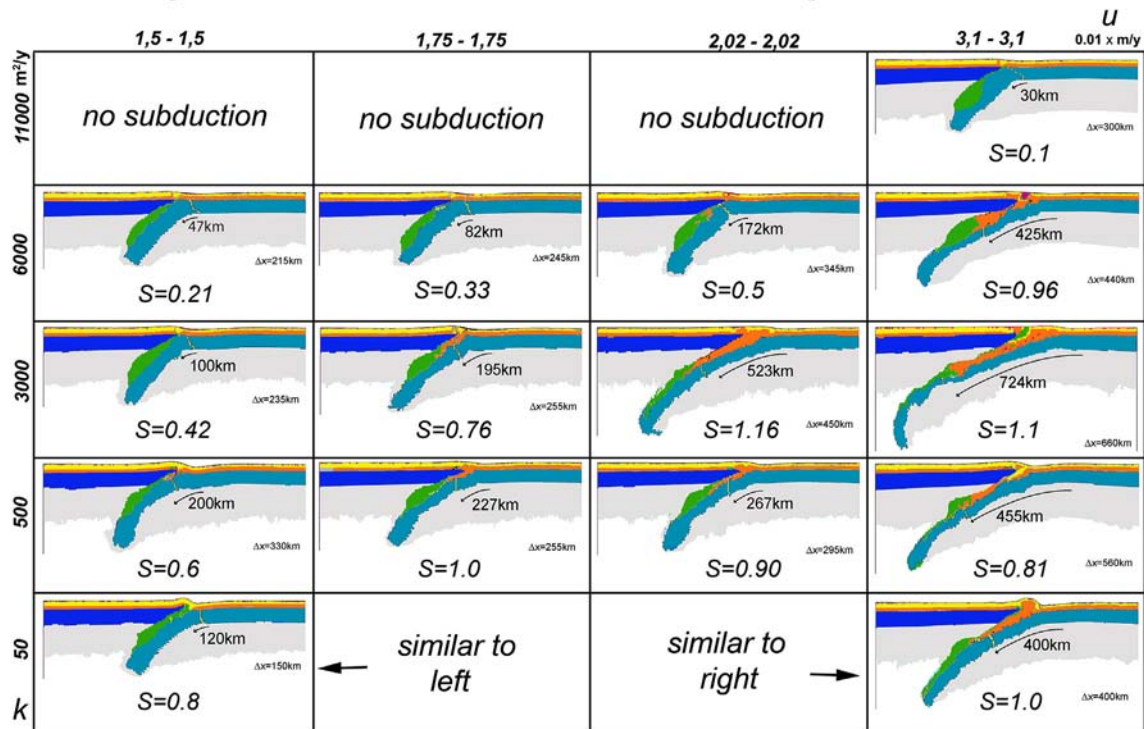 u
1,5 - 1,5
1,75 - 1,75
2,02 - 2,02
3,1 - 3,1
0.01 x m/y
11000 m²/y
no subduction
no subduction
no subduction
30km
Δx=300km
S=0.1
6000
47km
Δx=215km
S=0.21
82km
Δx=245km
S=0.33
172km
Δx=345km
S=0.5
425km
Δx=440km
S=0.96
3000
100km
Δx=235km
S=0.42
195km
Δx=255km
S=0.76
523km
Δx=450km
S=1.16
724km
Δx=660km
S=1.1
500
200km
Δx=330km
S=0.6
227km
Δx=255km
S=1.0
267km
Δx=295km
S=0.90
455km
Δx=560km
S=0.81
50
k
120km
Δx=150km
S=0.8
similar to
left
similar to
right
400km
Δx=400km
S=1.0